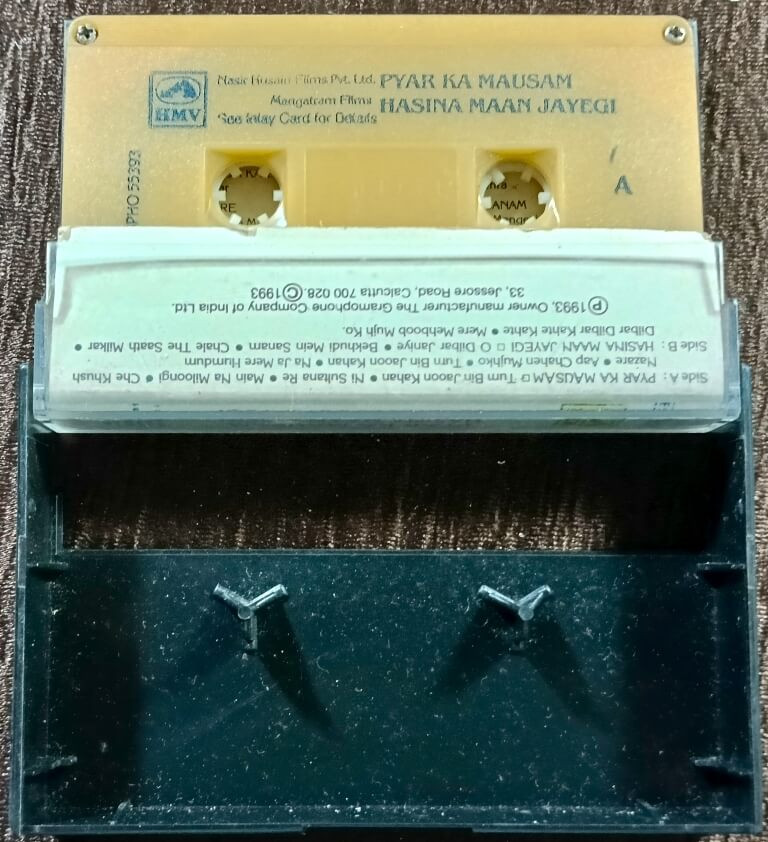 Nasir Husain Films Pvt. Ltd. PYAR KA MAUSAM
Mangatram Films HASINA MAAN JAYEGI
See Inlay Card for Details
HMV
PHO 55393
/
A
RE
ANAM
Side A : PYAR KA MAUSAM □ Tum Bin Jaoon Kahan • Ni Sultana Re • Main Na Miloongi • Che Khush
Nazare • Aap Chahen Mujhko • Tum Bin Jaoon Kahan • Na Ja Mere Humdum
Side B : HASINA MAAN JAYEGI □ O Dilbar Janiye • Bekhudi Mein Sanam • Chale The Saath Milkar •
Dilbar Dilbar Kahte Kahte • Mere Mehboob Mujh Ko.
Ⓟ 1993, Owner manufacturer The Gramophone Company of India Ltd.
33, Jessore Road, Calcutta 700 028. © 1993